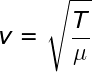 v = √(T/μ)